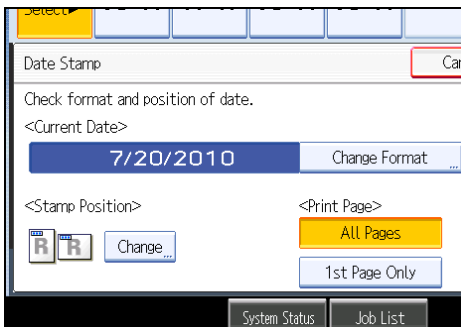 Select►
Date Stamp
Check format and position of date.
<Current Date>
7/20/2010 Change Format
<Stamp Position> <Print Page>
R R Change All Pages
1st Page Only
System Status Job List